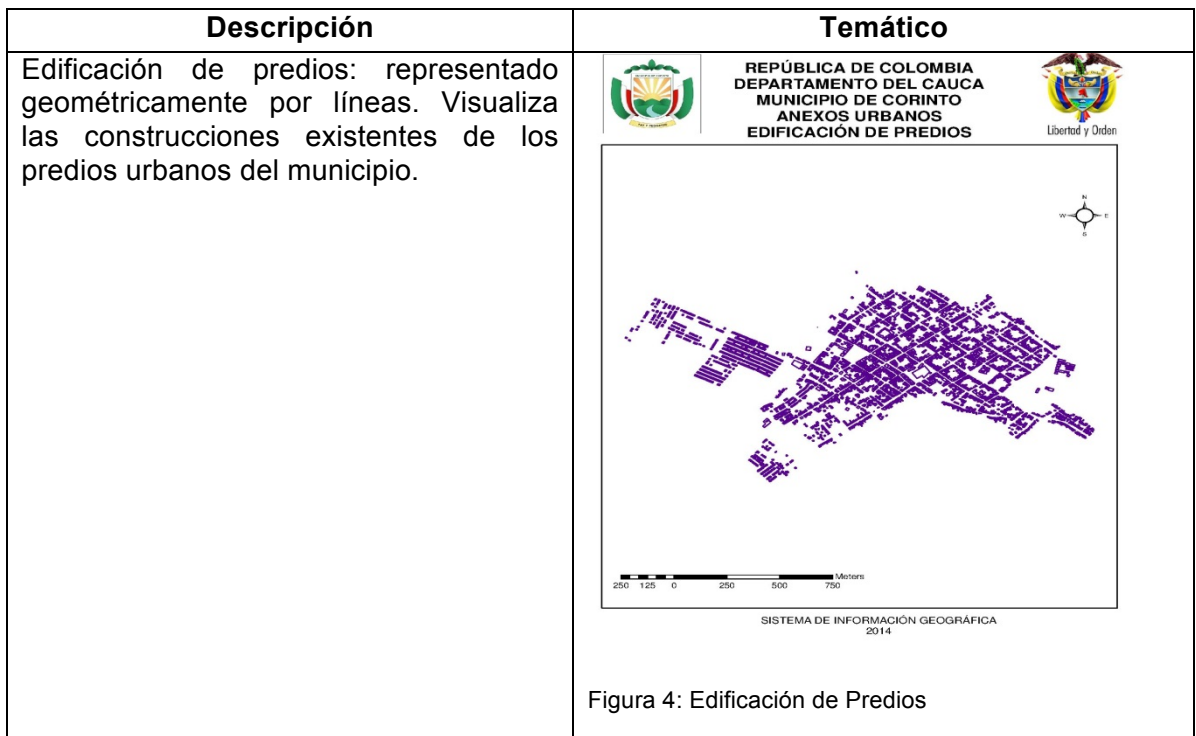 Descripción
Temático
Edificación de predios: representado
geométricamente por líneas. Visualiza
las construcciones existentes de los
predios urbanos del municipio.
REPÚBLICA DE COLOMBIA
DEPARTAMENTO DEL CAUCA
MUNICIPIO DE CORINTO
ANEXOS URBANOS
EDIFICACIÓN DE PREDIOS
Libertad y Orden
N
W E
S
Meters
250 125 0 250 500 750
SISTEMA DE INFORMACIÓN GEOGRÁFICA
2014
Figura 4: Edificación de Predios